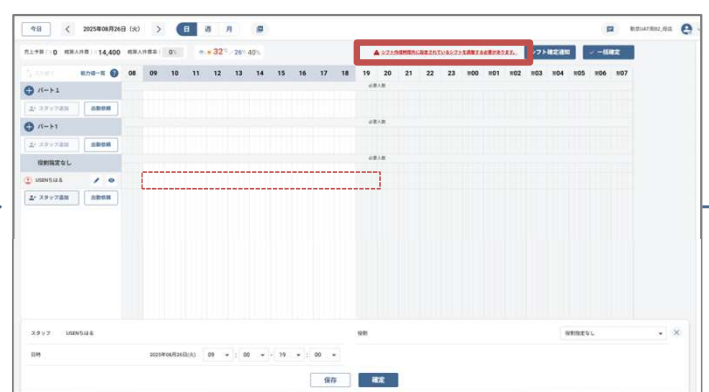 今日 < 2025年08月26日 (火) > 日 週 月
売上予算 : 0 概算人件費 : 14,400 概算人件費率 : 0% 32 26 40%
シフト作成時間外に設定されているシフトを調整する必要があります。
シフト確定通知 一括確定
能力値一覧 ? 08 09 10 11 12 13 14 15 16 17 18 19 20 21 22 23 翌00 翌01 翌02 翌03 翌04 翌05 翌06 翌07
パート1 必要人数
スタッフ追加 出勤依頼
パート1 必要人数
スタッフ追加 出勤依頼
役割指定なし 必要人数
USENちはる
スタッフ追加 出勤依頼
スタッフ USENちはる 役割 役割指定なし ×
日時 2025年08月26日(火) 09 : 00 - 19 : 00
保存 確定